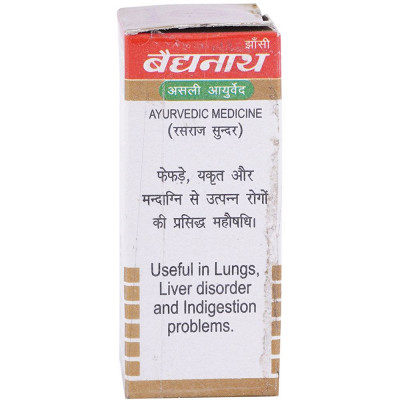 झाँसी
बैद्यनाथ
असली आयुर्वेद
AYURVEDIC MEDICINE
(रसराज सुन्दर)
फेफड़े, यकृत और
मन्दाग्नि से उत्पन्न रोगों
की प्रसिद्ध महौषधि।
Useful in Lungs,
Liver disorder
and Indigestion
problems.